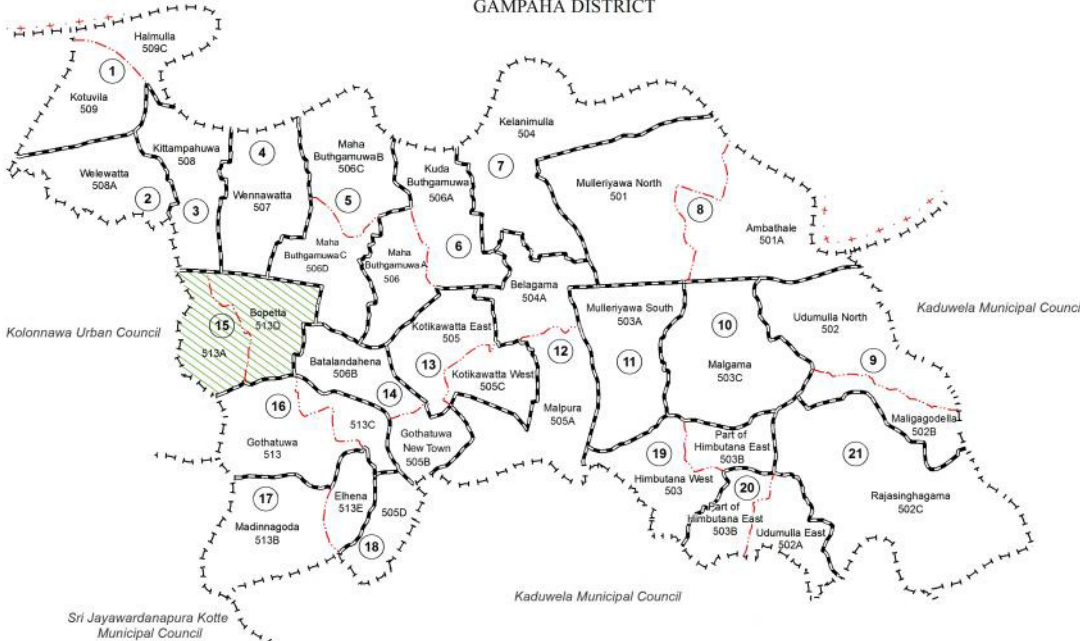 GAMPAHA DISTRICT
Halmulla
509C
1
Kotuvila
509
Welewatta
508A
2
Kittampahuwa
508
3
4
Wennawatta
507
Maha
Buthgamuwa B
506C
5
Maha
Buthgamuwa C
506D
Maha
Buthgamuwa A
506
Kuda
Buthgamuwa
506A
6
Kelanimulla
504
7
Mulleriyawa North
501
8
Ambathale
501A
Belagama
504A
Mulleriyawa South
503A
11
10
Malgama
503C
Udumulla North
502
9
Maligagodella
502B
Kaduwela Municipal Counci
Kolonnawa Urban Council
15
Bopetta
513D
513A
Batalandahena
506B
14
Kotikawatta East
505
13
Kotikawatta West
505C
12
Malpura
505A
16
Gothatuwa
513
513C
Gothatuwa
New Town
505B
17
Madinnagoda
513B
Elhena
513E
505D
18
19
Himbutana West
503
Part of
Himbutana East
503B
20
Part of
Himbutana East
503B
Udumulla East
502A
21
Rajasinghagama
502C
Kaduwela Municipal Council
Sri Jayawardanapura Kotte
Municipal Council